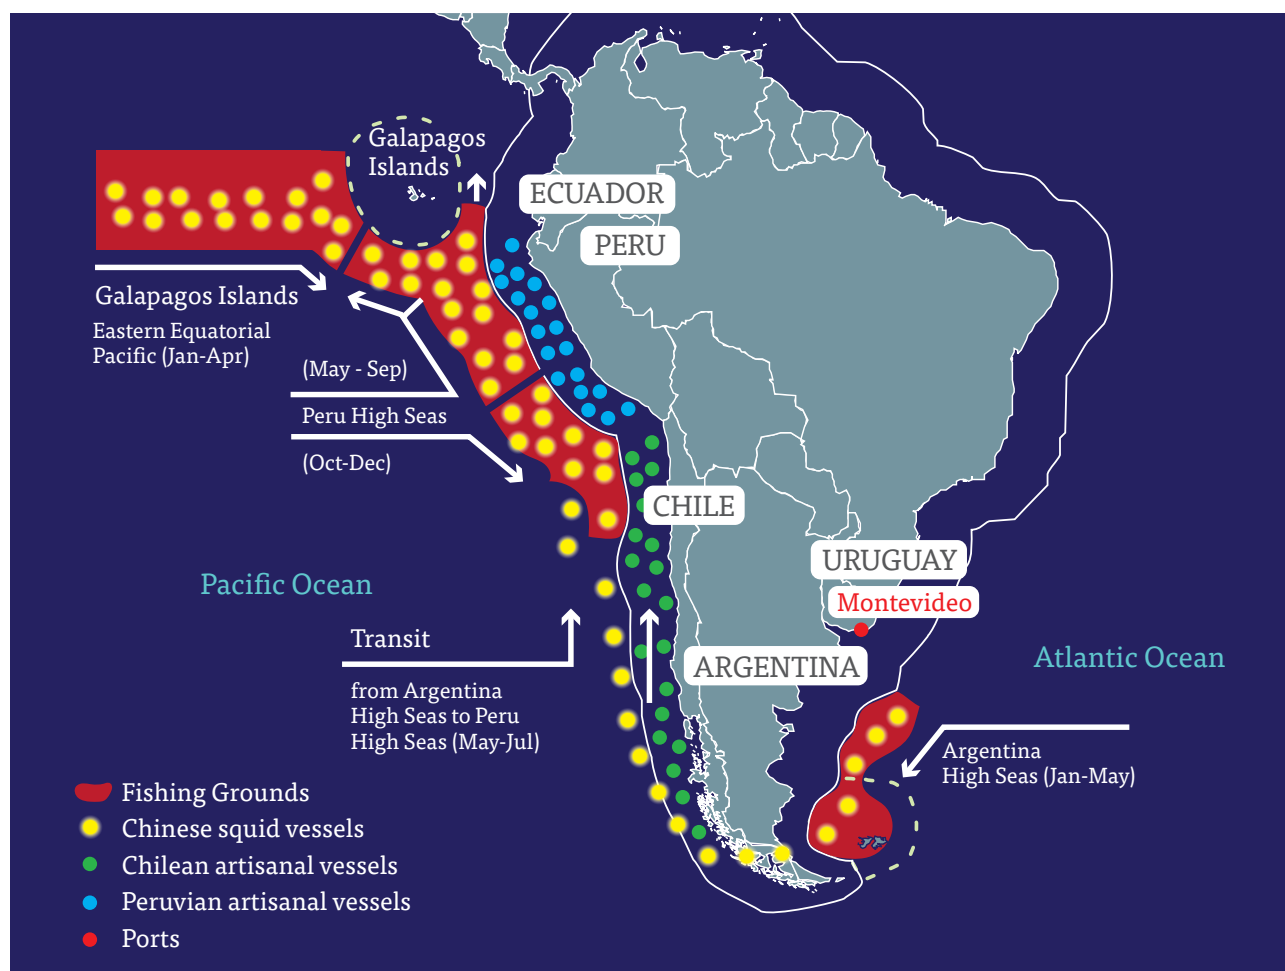 Galapagos
Islands
ECUADOR
PERU
Galapagos Islands
Eastern Equatorial
Pacific (Jan-Apr)
(May - Sep)
Peru High Seas
(Oct-Dec)
CHILE
URUGUAY
Montevideo
Pacific Ocean
Transit
from Argentina
High Seas to Peru
High Seas (May-Jul)
ARGENTINA
Atlantic Ocean
Argentina
High Seas (Jan-May)
Fishing Grounds
Chinese squid vessels
Chilean artisanal vessels
Peruvian artisanal vessels
Ports